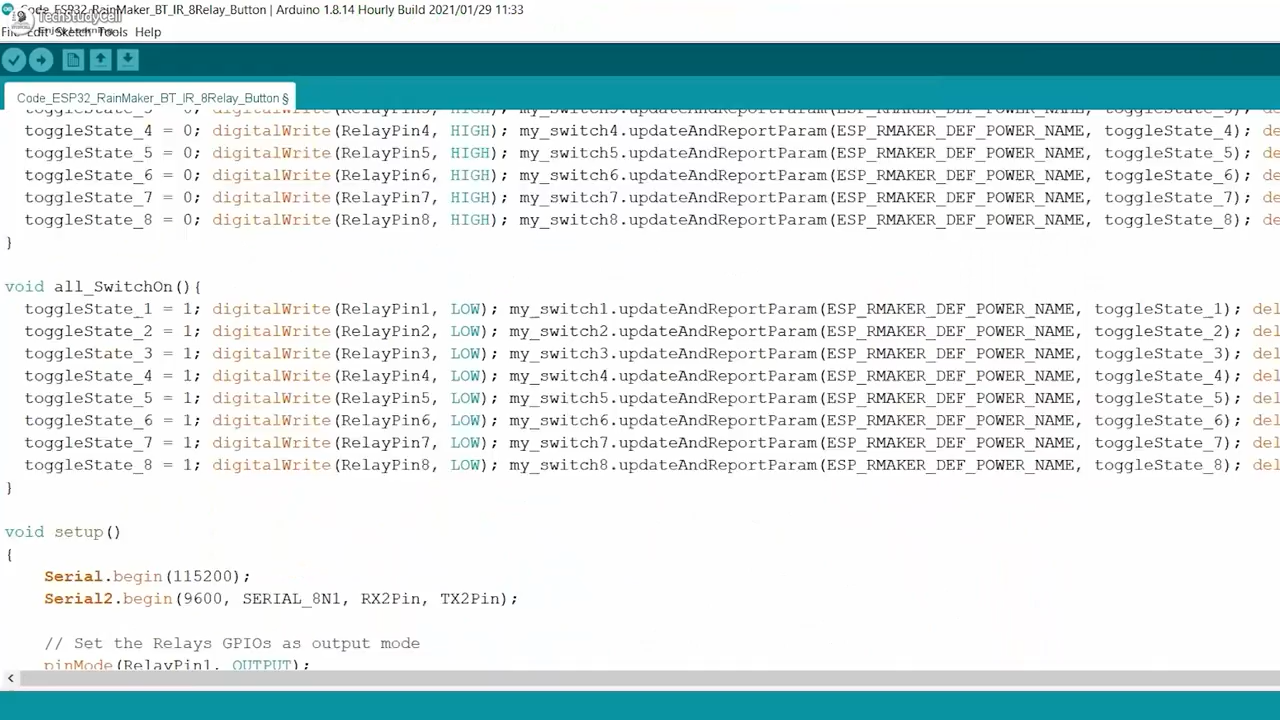 Code_ESP32_RainMaker_BT_IR_8Relay_Button | Arduino 1.8.14 Hourly Build 2021/01/29 11:33
TechStudyCell
File Edit Sketch Tools Help
Code_ESP32_RainMaker_BT_IR_8Relay_Button §
toggleState_4 = 0; digitalWrite(RelayPin4, HIGH); my_switch4.updateAndReportParam(ESP_RMAKER_DEF_POWER_NAME, toggleState_4); de
toggleState_5 = 0; digitalWrite(RelayPin5, HIGH); my_switch5.updateAndReportParam(ESP_RMAKER_DEF_POWER_NAME, toggleState_5); de
toggleState_6 = 0; digitalWrite(RelayPin6, HIGH); my_switch6.updateAndReportParam(ESP_RMAKER_DEF_POWER_NAME, toggleState_6); de
toggleState_7 = 0; digitalWrite(RelayPin7, HIGH); my_switch7.updateAndReportParam(ESP_RMAKER_DEF_POWER_NAME, toggleState_7); de
toggleState_8 = 0; digitalWrite(RelayPin8, HIGH); my_switch8.updateAndReportParam(ESP_RMAKER_DEF_POWER_NAME, toggleState_8); de
}
void all_SwitchOn(){
toggleState_1 = 1; digitalWrite(RelayPin1, LOW); my_switch1.updateAndReportParam(ESP_RMAKER_DEF_POWER_NAME, toggleState_1); del
toggleState_2 = 1; digitalWrite(RelayPin2, LOW); my_switch2.updateAndReportParam(ESP_RMAKER_DEF_POWER_NAME, toggleState_2); del
toggleState_3 = 1; digitalWrite(RelayPin3, LOW); my_switch3.updateAndReportParam(ESP_RMAKER_DEF_POWER_NAME, toggleState_3); del
toggleState_4 = 1; digitalWrite(RelayPin4, LOW); my_switch4.updateAndReportParam(ESP_RMAKER_DEF_POWER_NAME, toggleState_4); del
toggleState_5 = 1; digitalWrite(RelayPin5, LOW); my_switch5.updateAndReportParam(ESP_RMAKER_DEF_POWER_NAME, toggleState_5); del
toggleState_6 = 1; digitalWrite(RelayPin6, LOW); my_switch6.updateAndReportParam(ESP_RMAKER_DEF_POWER_NAME, toggleState_6); del
toggleState_7 = 1; digitalWrite(RelayPin7, LOW); my_switch7.updateAndReportParam(ESP_RMAKER_DEF_POWER_NAME, toggleState_7); del
toggleState_8 = 1; digitalWrite(RelayPin8, LOW); my_switch8.updateAndReportParam(ESP_RMAKER_DEF_POWER_NAME, toggleState_8); del
}
void setup()
{
Serial.begin(115200);
Serial2.begin(9600, SERIAL_8N1, RX2Pin, TX2Pin);
// Set the Relays GPIOs as output mode
pinMode(RelayPin1, OUTPUT);